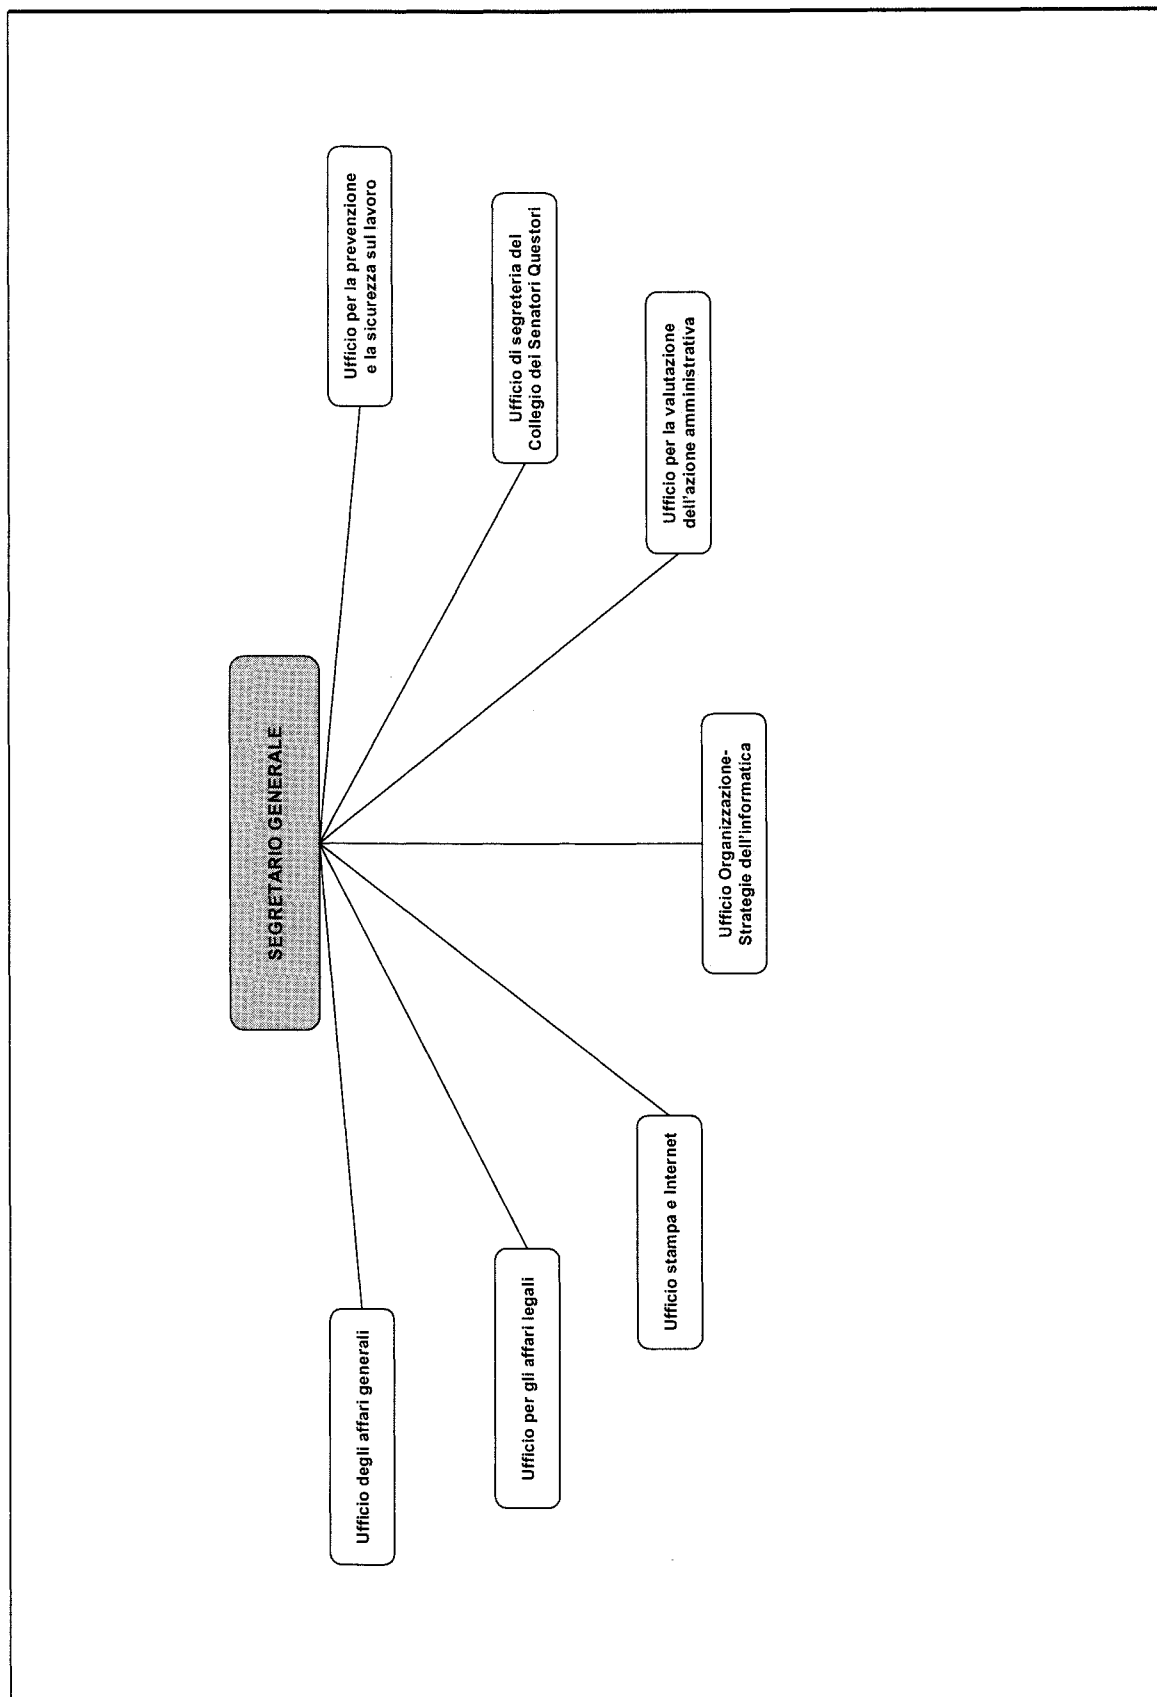 SEGRETARIO GENERALE
Ufficio degli affari generali
Ufficio per la prevenzione
e la sicurezza sul lavoro
Ufficio per gli affari legali
Ufficio di segreteria del
Collegio dei Senatori Questori
Ufficio stampa e Internet
Ufficio per la valutazione
dell'azione amministrativa
Ufficio Organizzazione-
Strategie dell'informatica